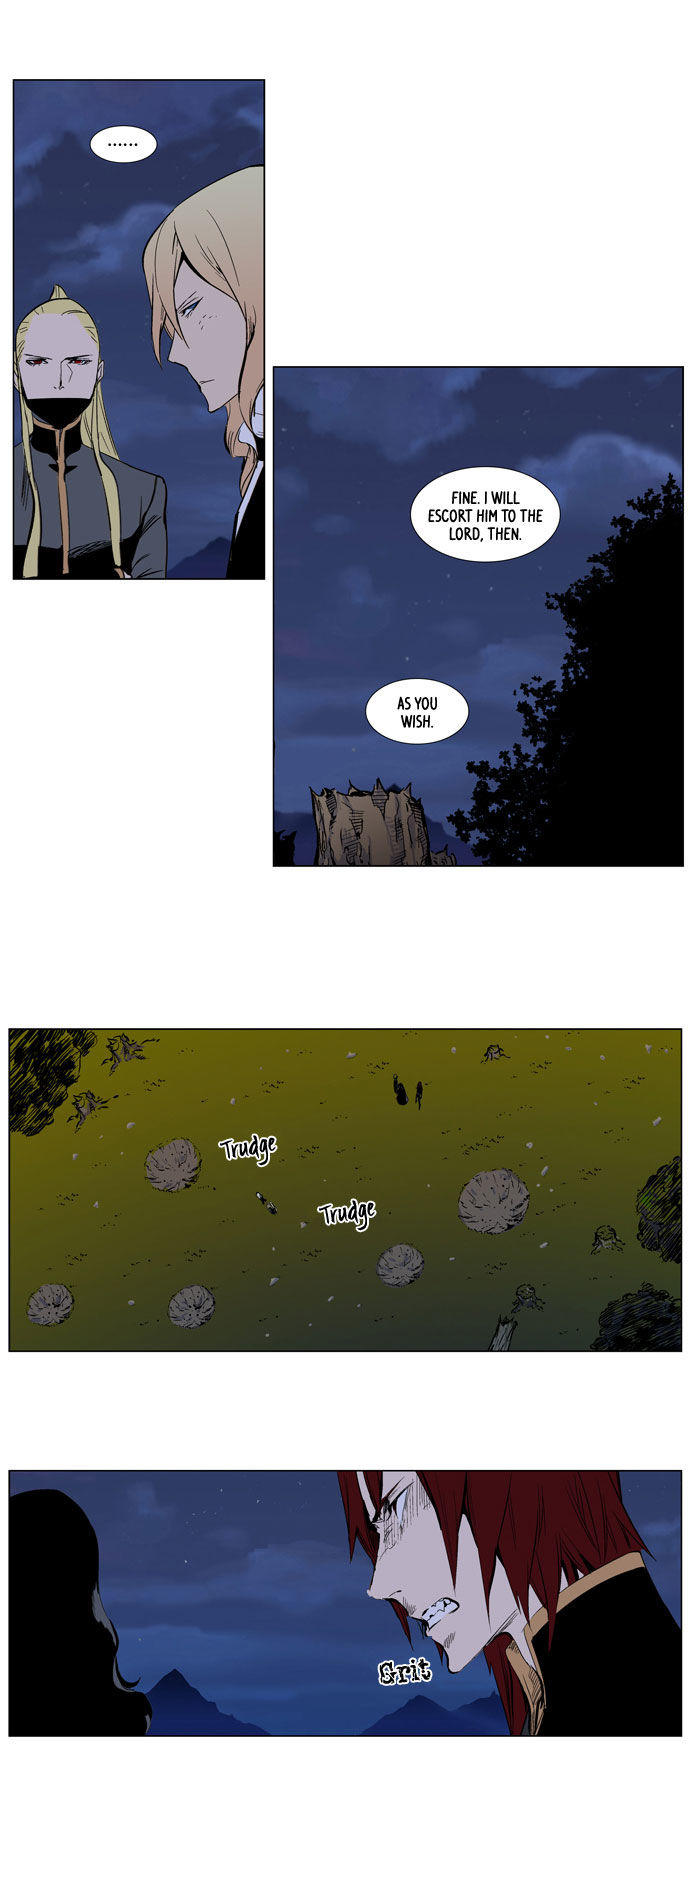 ......
FINE. I WILL
ESCORT HIM TO THE
LORD, THEN.
AS YOU
WISH.
Trudge
Trudge
Grit